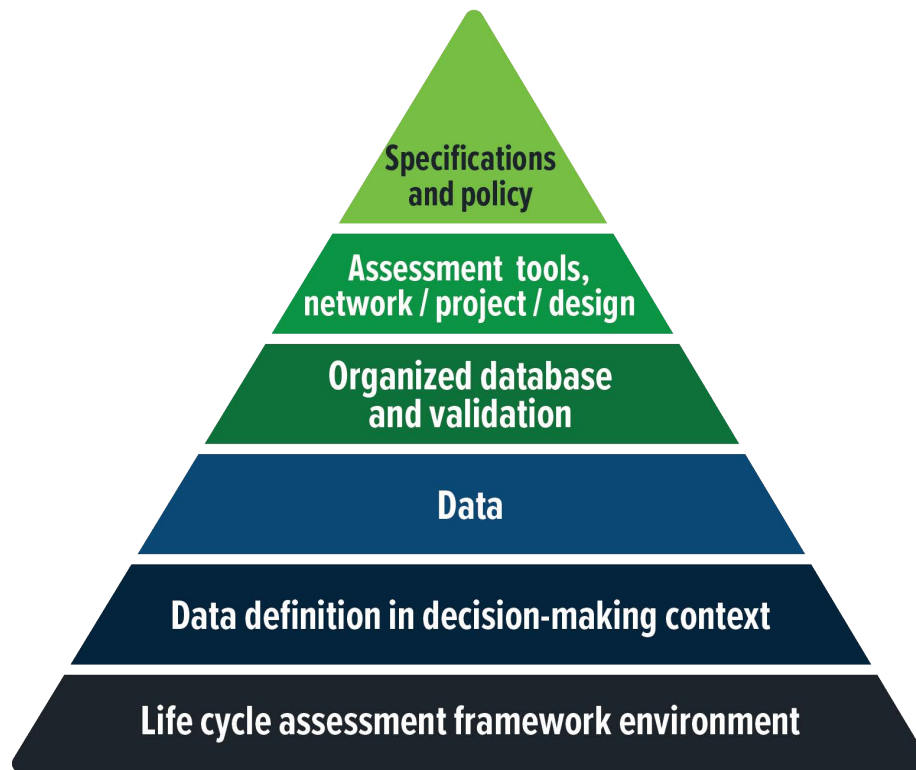 Specifications
and policy
Assessment tools,
network / project / design
Organized database
and validation
Data
Data definition in decision-making context
Life cycle assessment framework environment